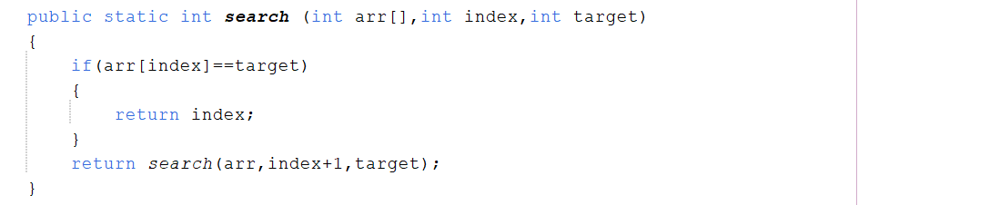 public static int search (int arr[],int index,int target)
{
if(arr[index]==target)
{
return index;
}
return search(arr,index+1,target);
}